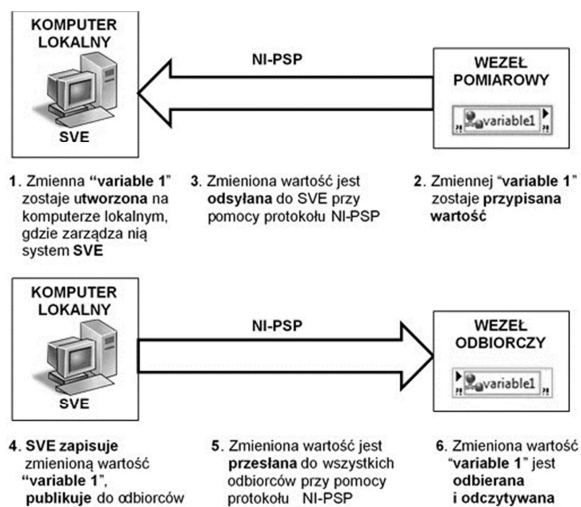 KOMPUTER
LOKALNY
SVE
NI-PSP
WEZEŁ
POMIAROWY
variable1
1. Zmienna “variable 1”
zostaje utworzona na
komputerze lokalnym,
gdzie zarządza nią
system SVE
3. Zmieniona wartość jest
odsyłana do SVE przy
pomocy protokołu NI-PSP
2. Zmiennej “variable 1”
zostaje przypisana
wartość
KOMPUTER
LOKALNY
SVE
NI-PSP
WEZEŁ
ODBIORCZY
variable1
4. SVE zapisuje
zmienioną wartość
“variable 1”,
publikuje do odbiorców
5. Zmieniona wartość jest
przesłana do wszystkich
odbiorców przy pomocy
protokołu NI-PSP
6. Zmieniona wartość
“variable 1” jest
odbierana
i odczytywana